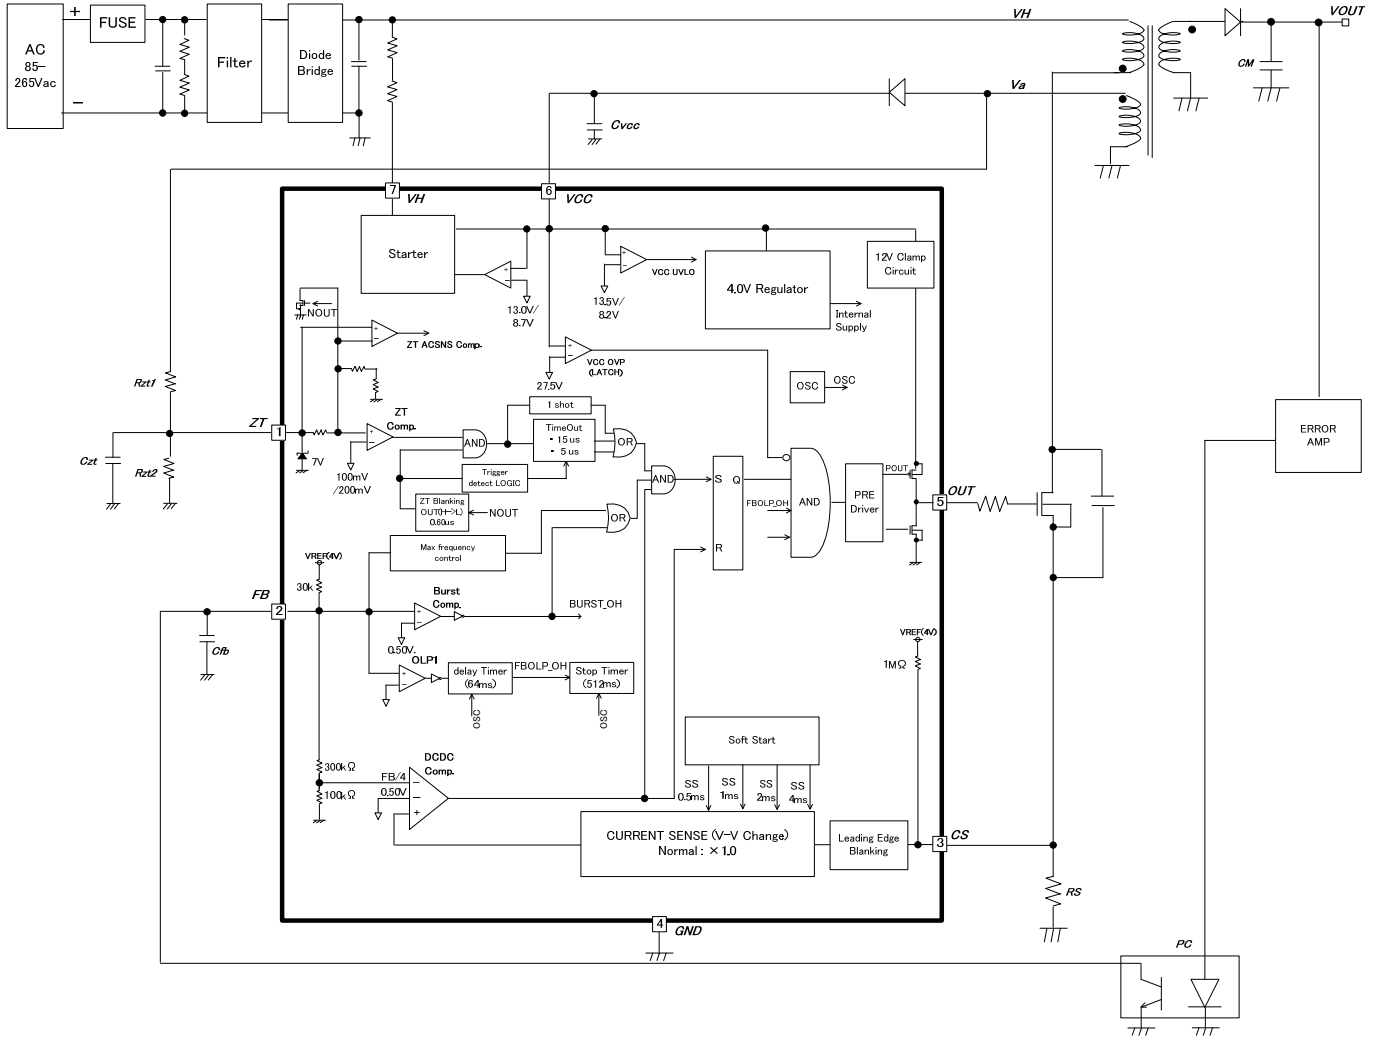 VH
VOUT
+
FUSE
AC
85-
265Vac
Filter
Diode
Bridge
CM
Va
-
Cvcc
7
VH
6
VCC
Starter
12V Clamp
Circuit
VCC UVLO
4.0V Regulator
13.0V/
8.7V
13.5V/
8.2V
NOUT
Internal
Supply
ZT ACSNS Comp.
VCC OVP
(LATCH)
27.5V
Rzt1
OSC
OSC
1 shot
ZT
1
ZT
Comp.
TimeOut
- 15 us
- 5 us
AND
OR
ERROR
AMP
7V
Czt
Rzt2
100mV
/200mV
Trigger
detect LOGIC
AND
S
Q
POUT
PRE
Driver
OUT
5
ZT Blanking
OUT(H->L)
0.60us
NOUT
FBOLP_OH
AND
OR
Max frequency
control
R
VREF(4V)
30k
FB
2
Burst
Comp.
BURST_OH
0.50V.
Cfb
VREF(4V)
1MΩ
OLP1
delay Timer
(64ms)
FBOLP_OH
Stop Timer
(512ms)
OSC
OSC
Soft Start
DCDC
Comp.
300kΩ
FB/4
0.50V
100kΩ
SS
0.5ms
SS
1ms
SS
2ms
SS
4ms
CURRENT SENSE (V-V Change)
Normal : ×1.0
Leading Edge
Blanking
3
CS
RS
4
GND
PC